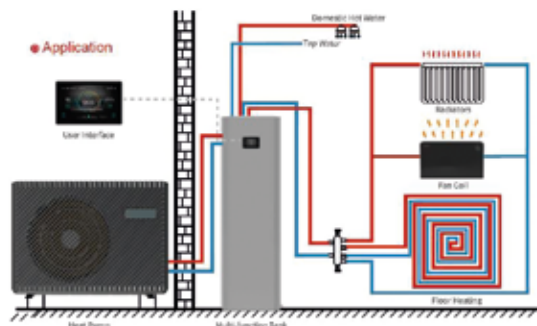 Domestic Hot Water
Application
Tap Water
User Interface
Radiators
Fan Coil
Floor Heating
Heat Pump